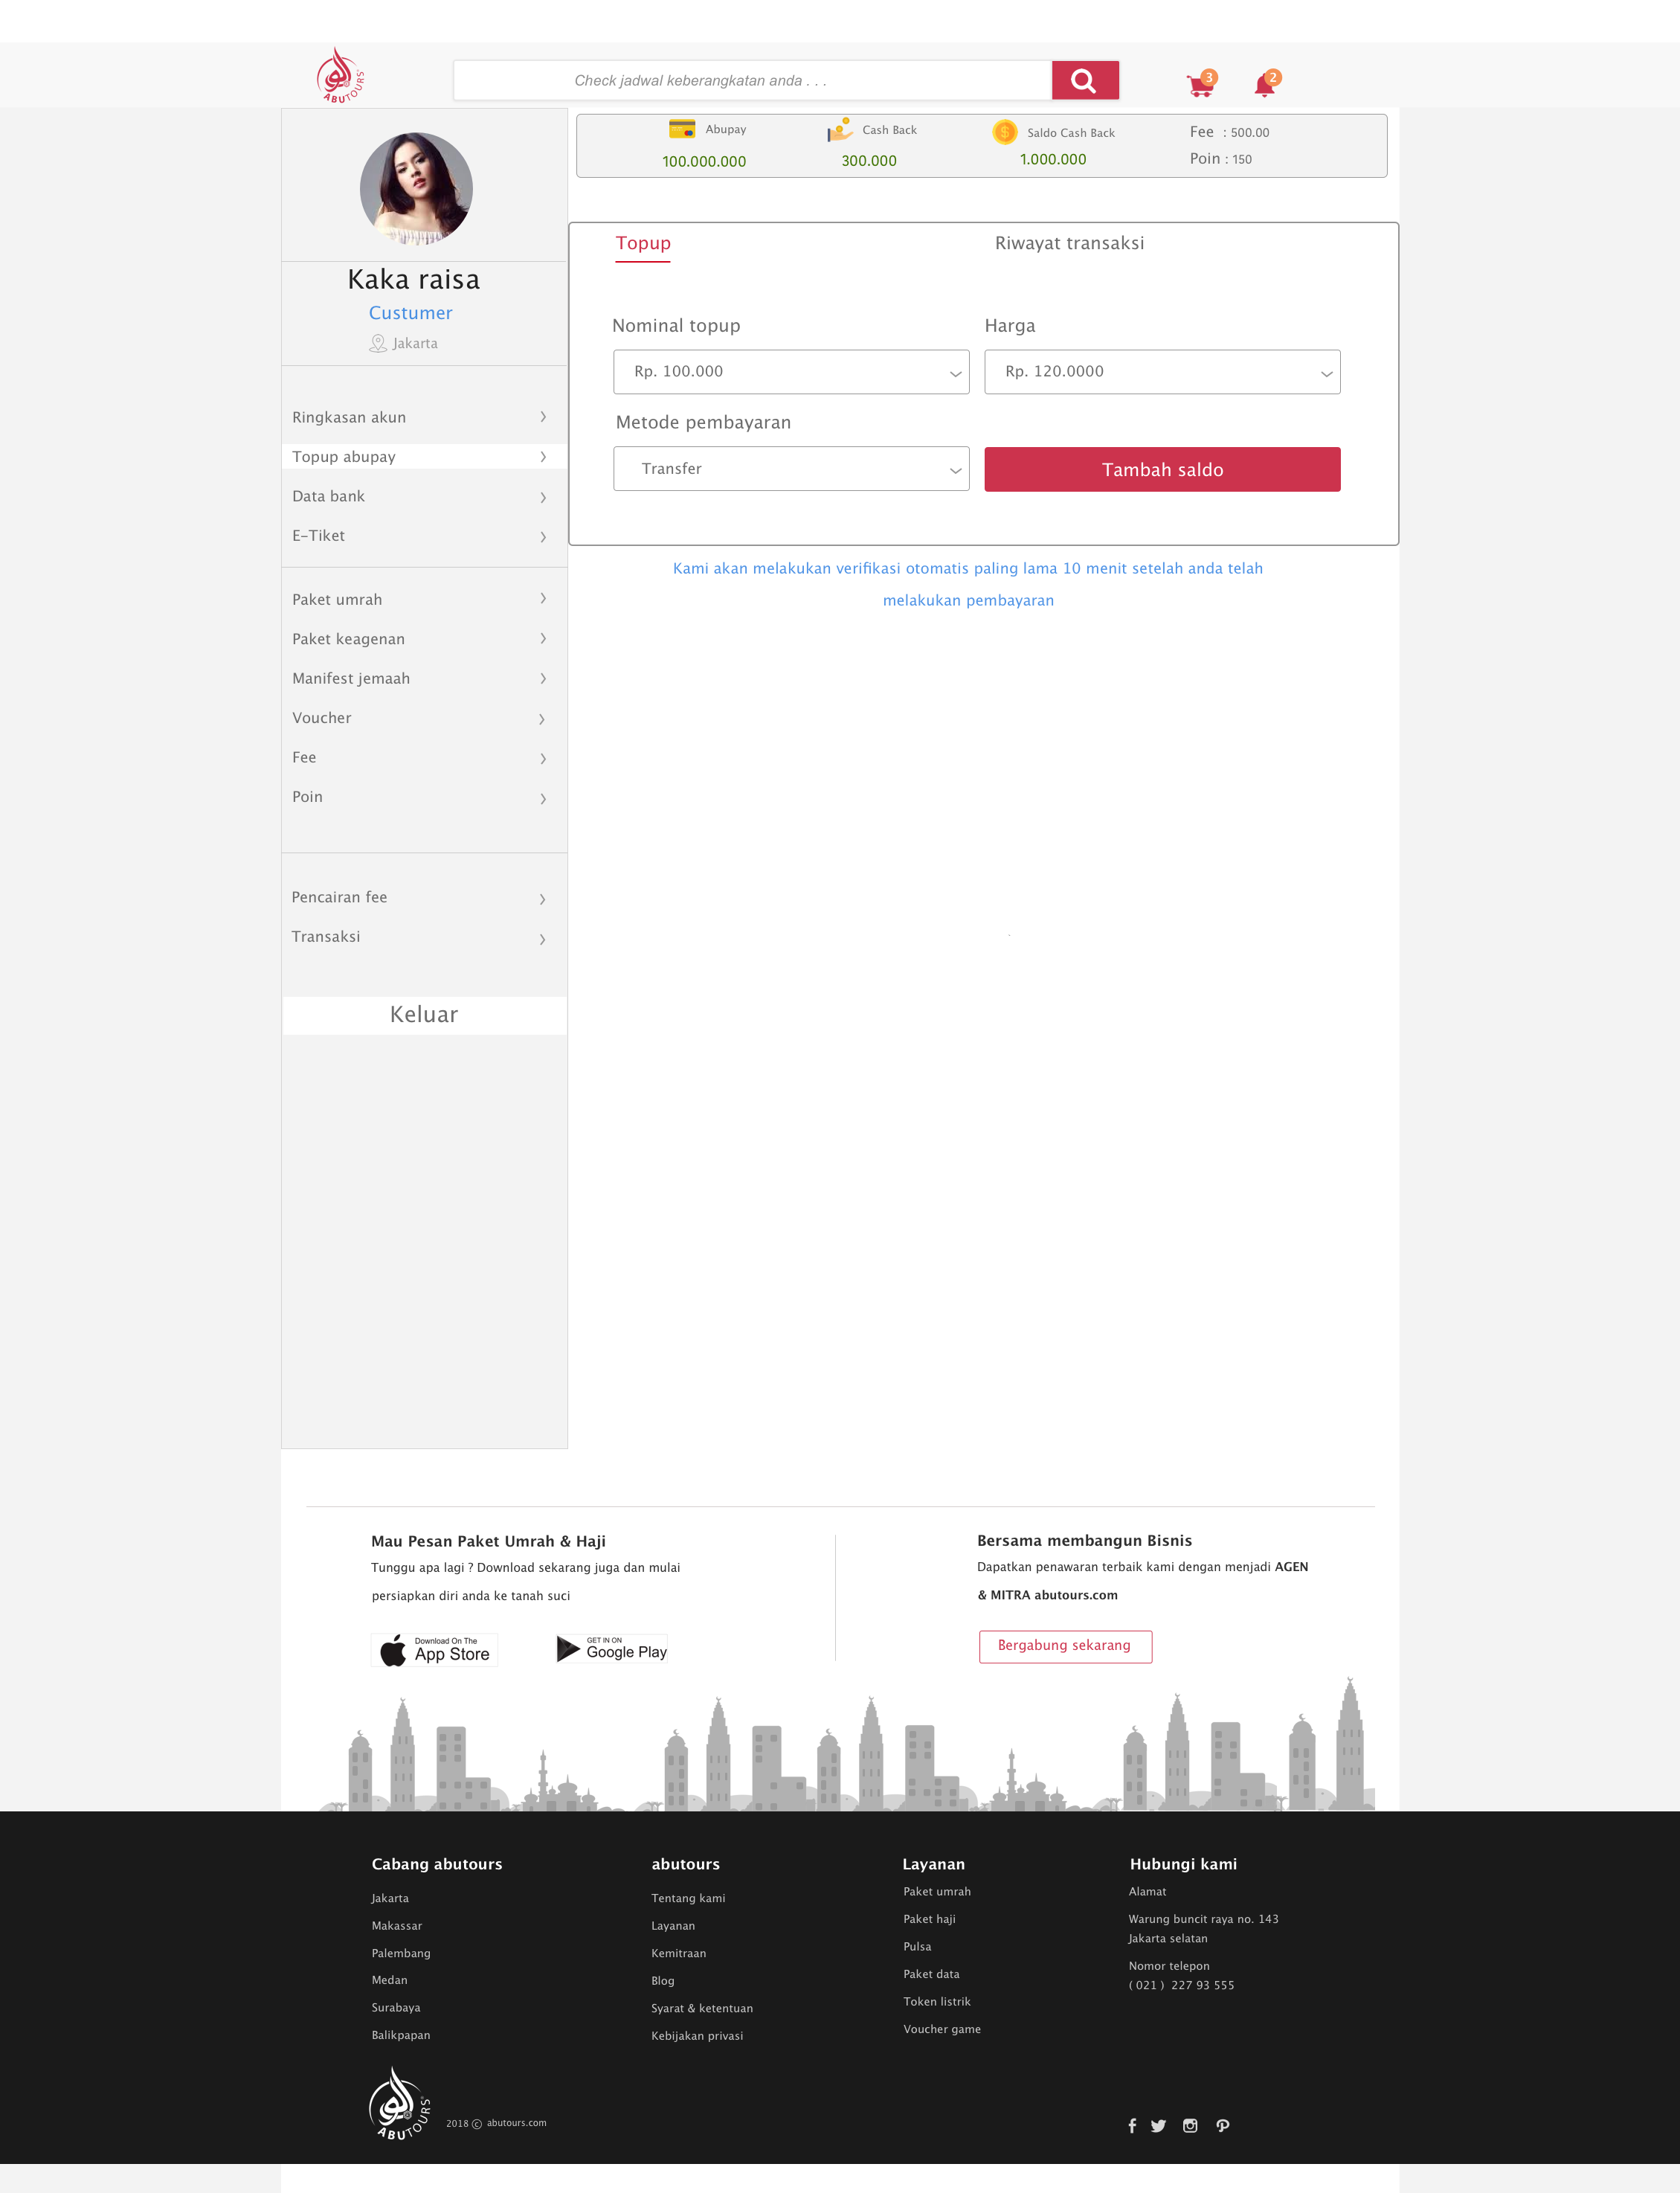 ABUTOURS
Check jadwal keberangkatan anda . . .
3
2
Abupay
100.000.000
Cash Back
300.000
Saldo Cash Back
1.000.000
Fee : 500.00
Poin : 150
Kaka raisa
Custumer
Jakarta
Ringkasan akun
Topup abupay
Data bank
E-Tiket
Paket umrah
Paket keagenan
Manifest jemaah
Voucher
Fee
Poin
Pencairan fee
Transaksi
Keluar
Topup
Riwayat transaksi
Nominal topup
Harga
Rp. 100.000
Rp. 120.0000
Metode pembayaran
Transfer
Tambah saldo
Kami akan melakukan verifikasi otomatis paling lama 10 menit setelah anda telah
melakukan pembayaran
Mau Pesan Paket Umrah & Haji
Tunggu apa lagi ? Download sekarang juga dan mulai
persiapkan diri anda ke tanah suci
Download On The
App Store
GET IN ON
Google Play
Bersama membangun Bisnis
Dapatkan penawaran terbaik kami dengan menjadi AGEN
& MITRA abutours.com
Bergabung sekarang
Cabang abutours
Jakarta
Makassar
Palembang
Medan
Surabaya
Balikpapan
abutours
Tentang kami
Layanan
Kemitraan
Blog
Syarat & ketentuan
Kebijakan privasi
Layanan
Paket umrah
Paket haji
Pulsa
Paket data
Token listrik
Voucher game
Hubungi kami
Alamat
Warung buncit raya no. 143
Jakarta selatan
Nomor telepon
( 021 ) 227 93 555
ABUTOURS
2018 © abutours.com